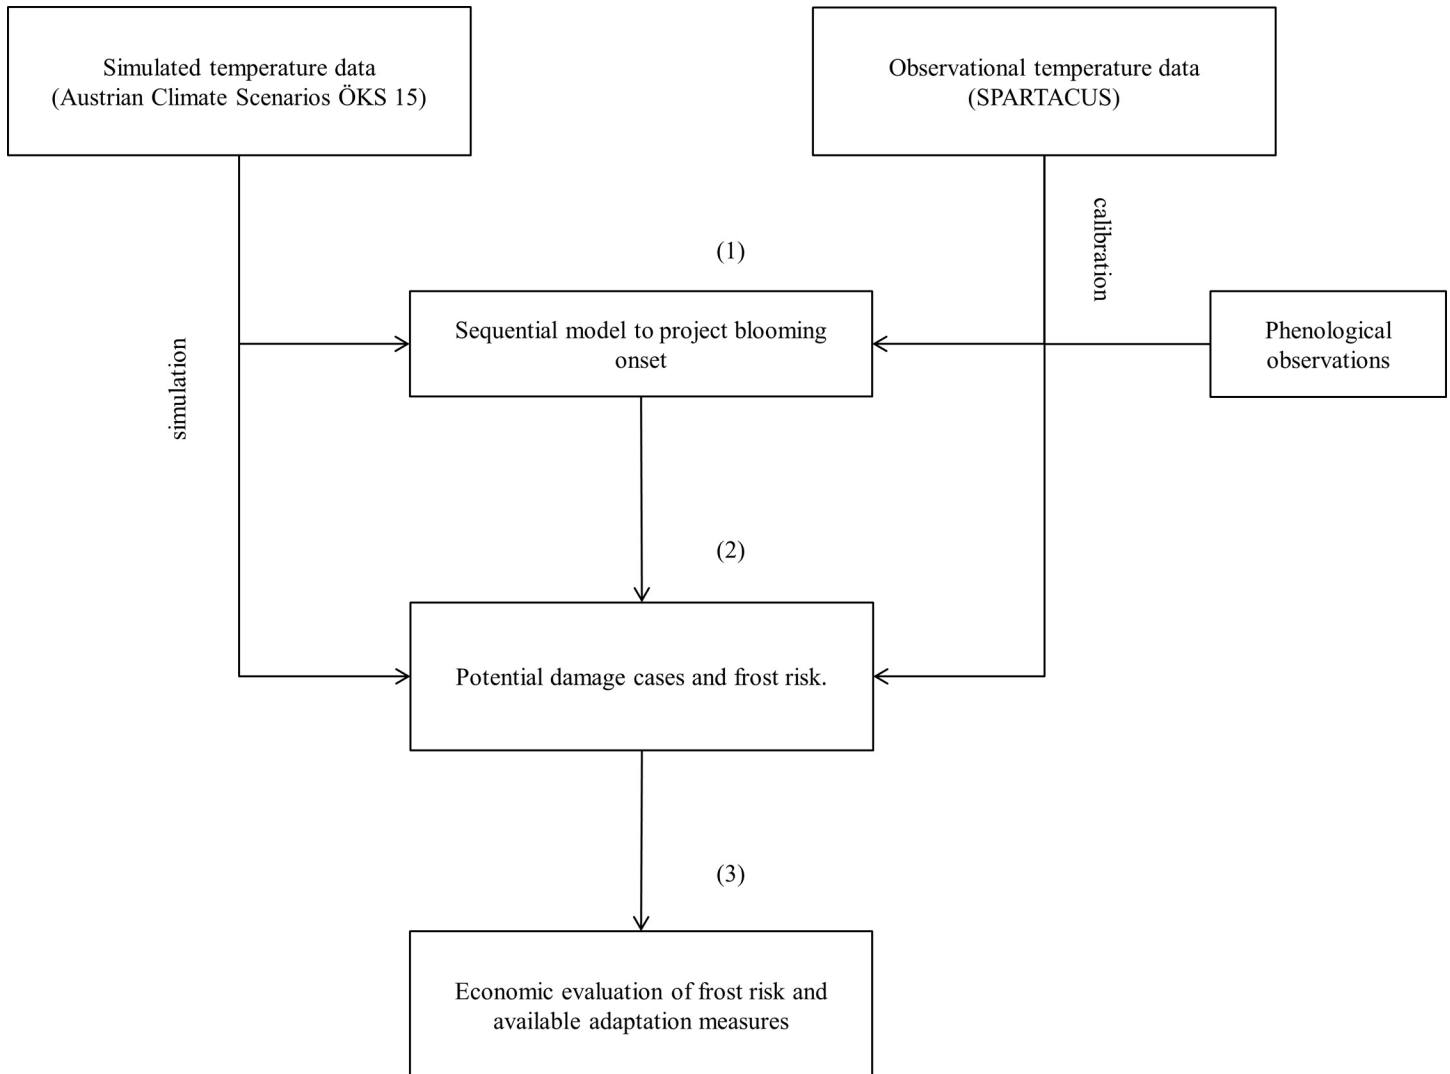 Simulated temperature data
(Austrian Climate Scenarios ÖKS 15)
Observational temperature data
(SPARTACUS)
calibration
(1)
Sequential model to project blooming
onset
Phenological
observations
simulation
(2)
Potential damage cases and frost risk.
(3)
Economic evaluation of frost risk and
available adaptation measures